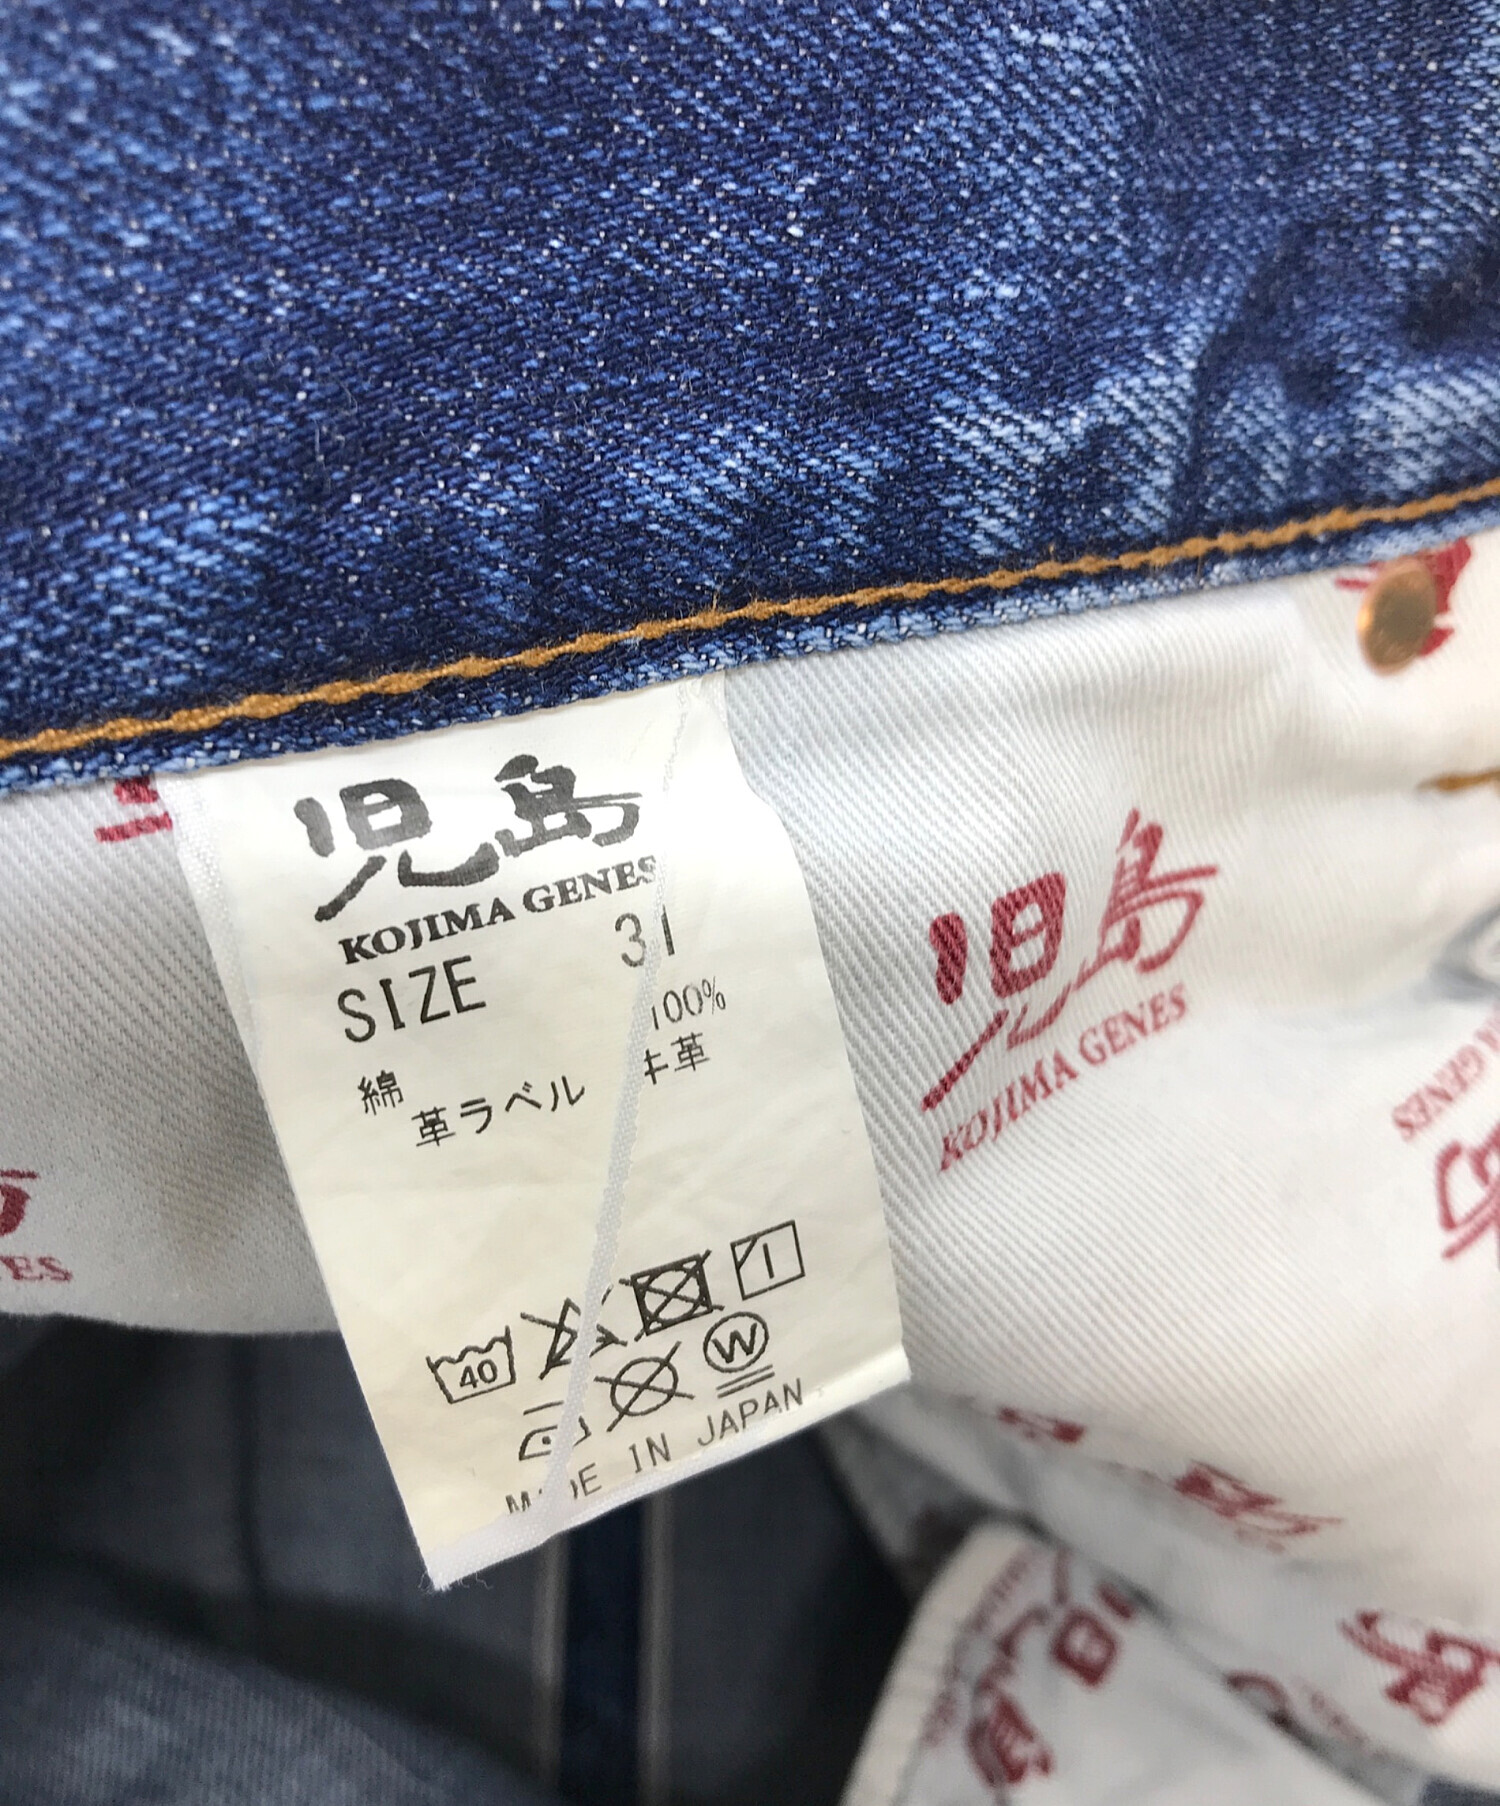 児島
KOJIMA GENES
SIZE 31
綿 100%
革ラベル 革
40
W
MADE IN JAPAN
児島
KOJIMA GENES
GENES